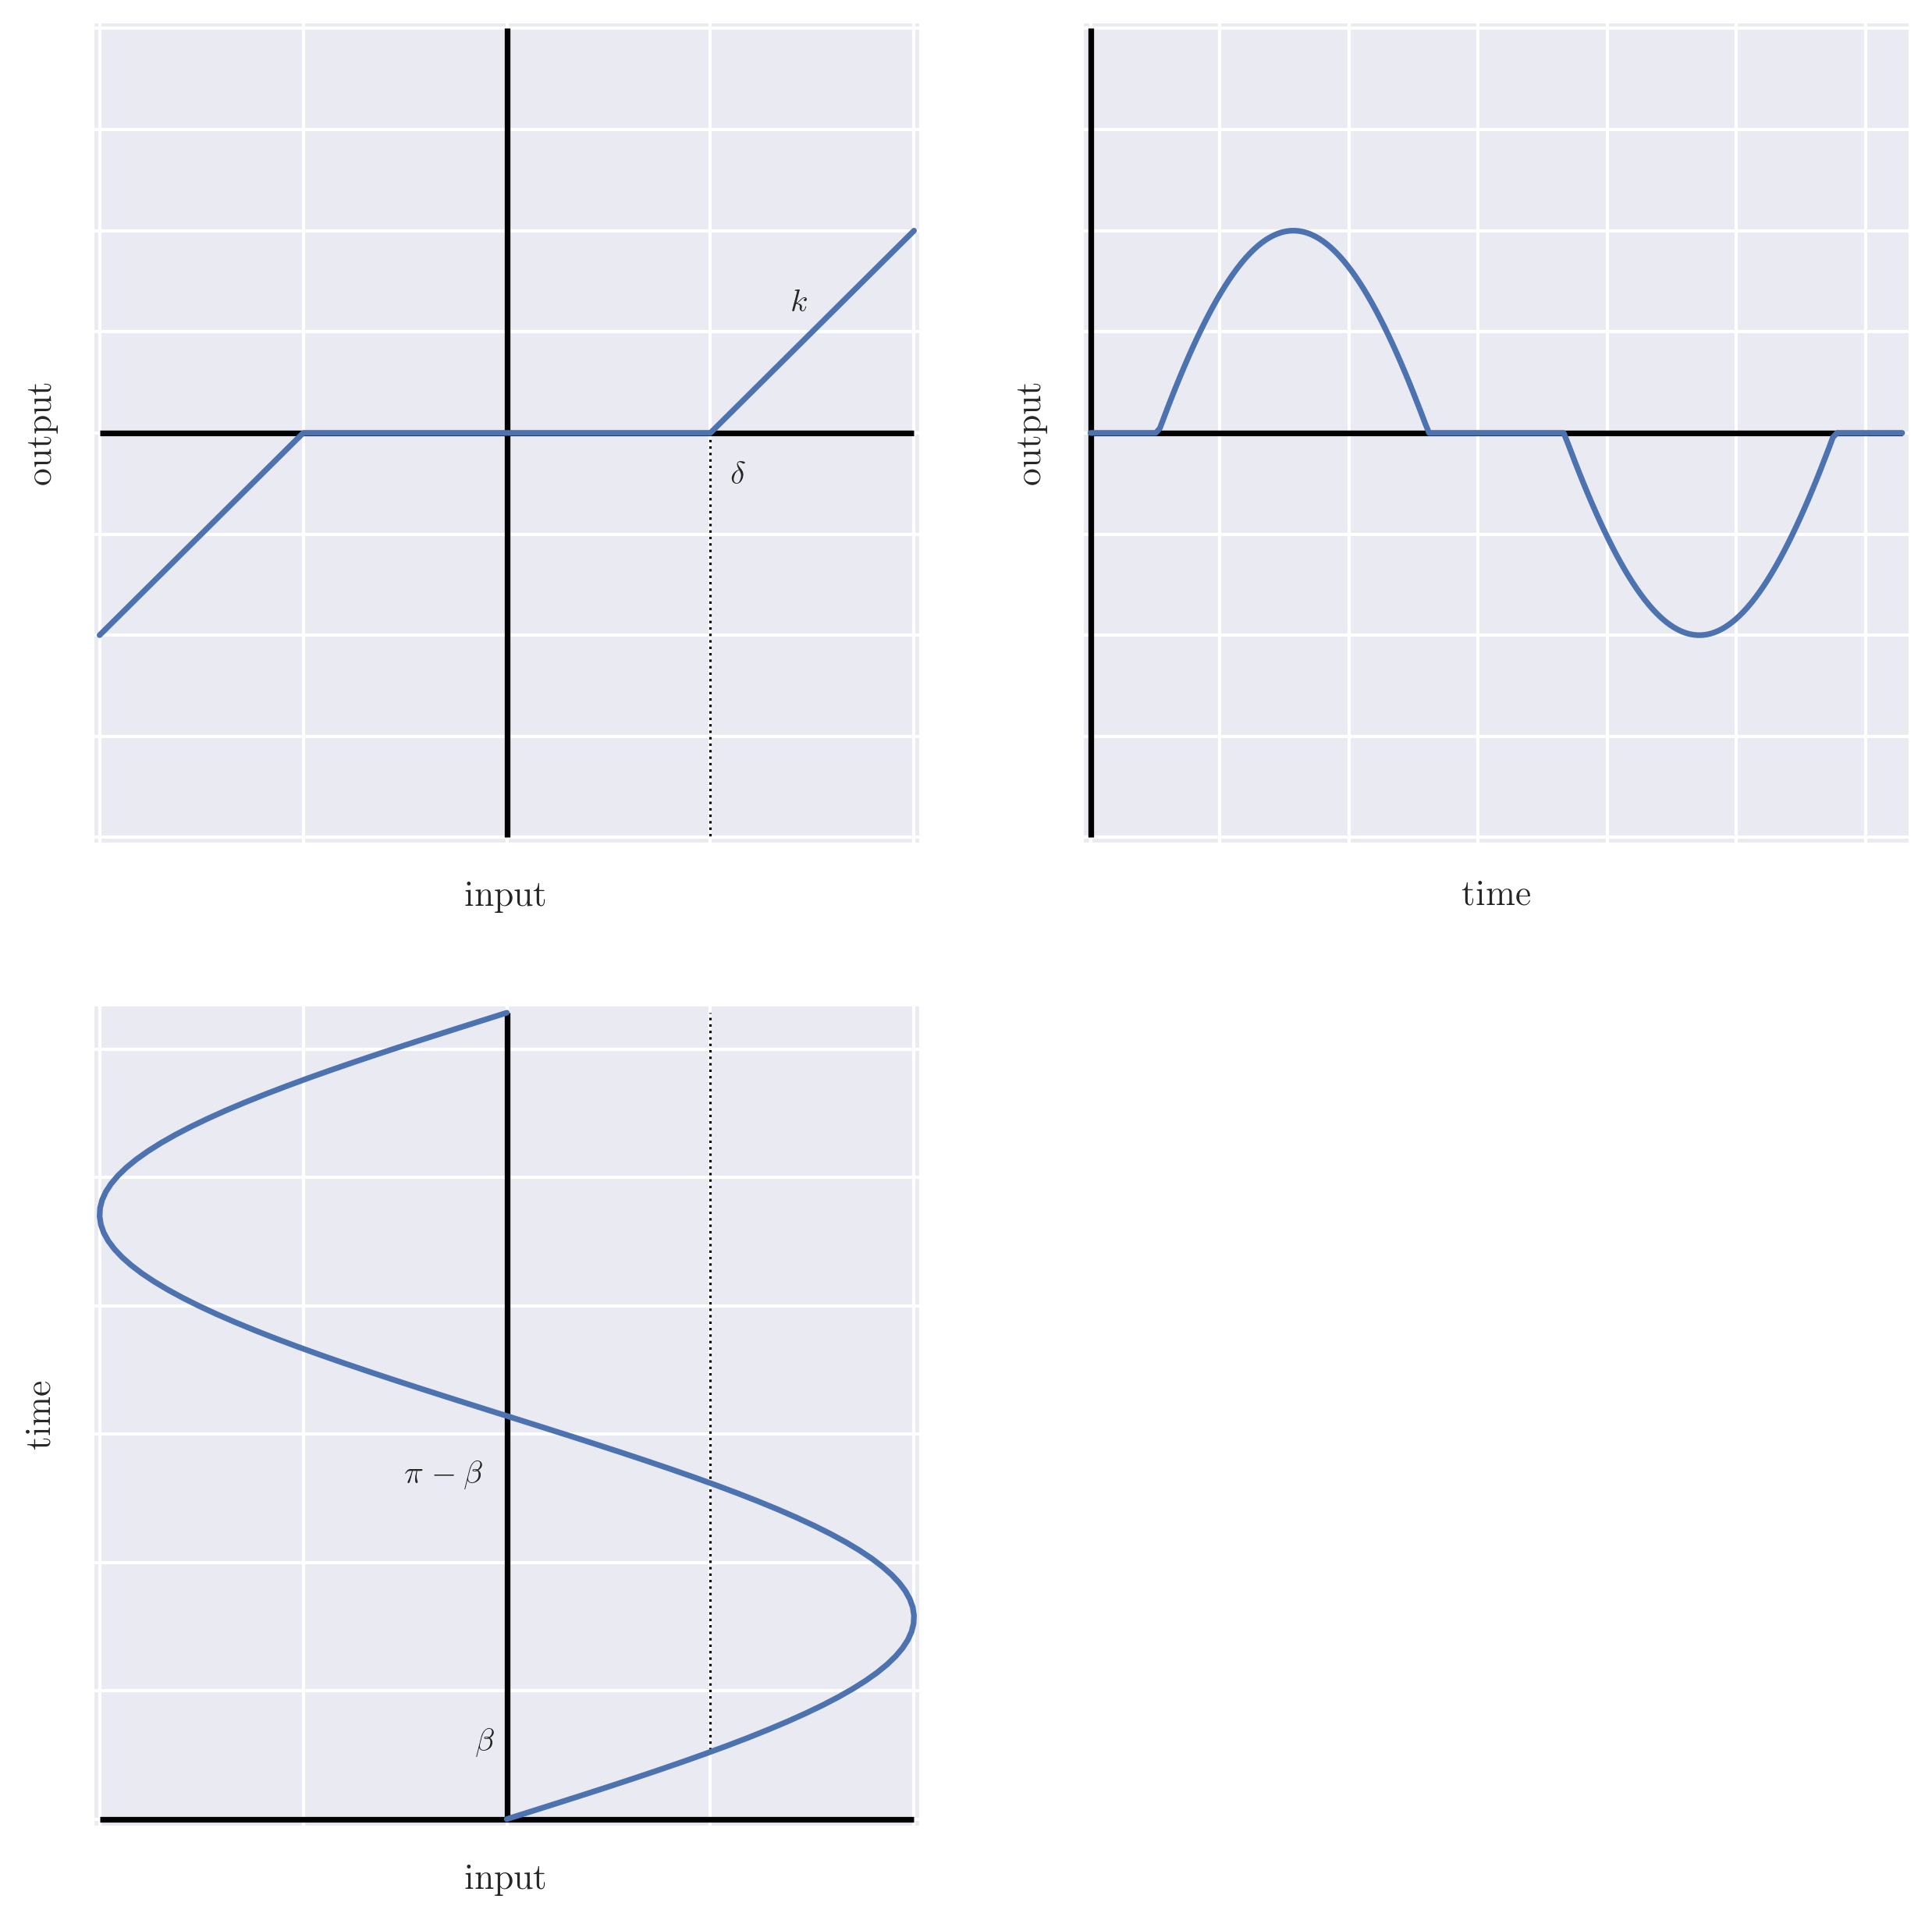 output
k
δ
input
output
time
time
π − β
β
input